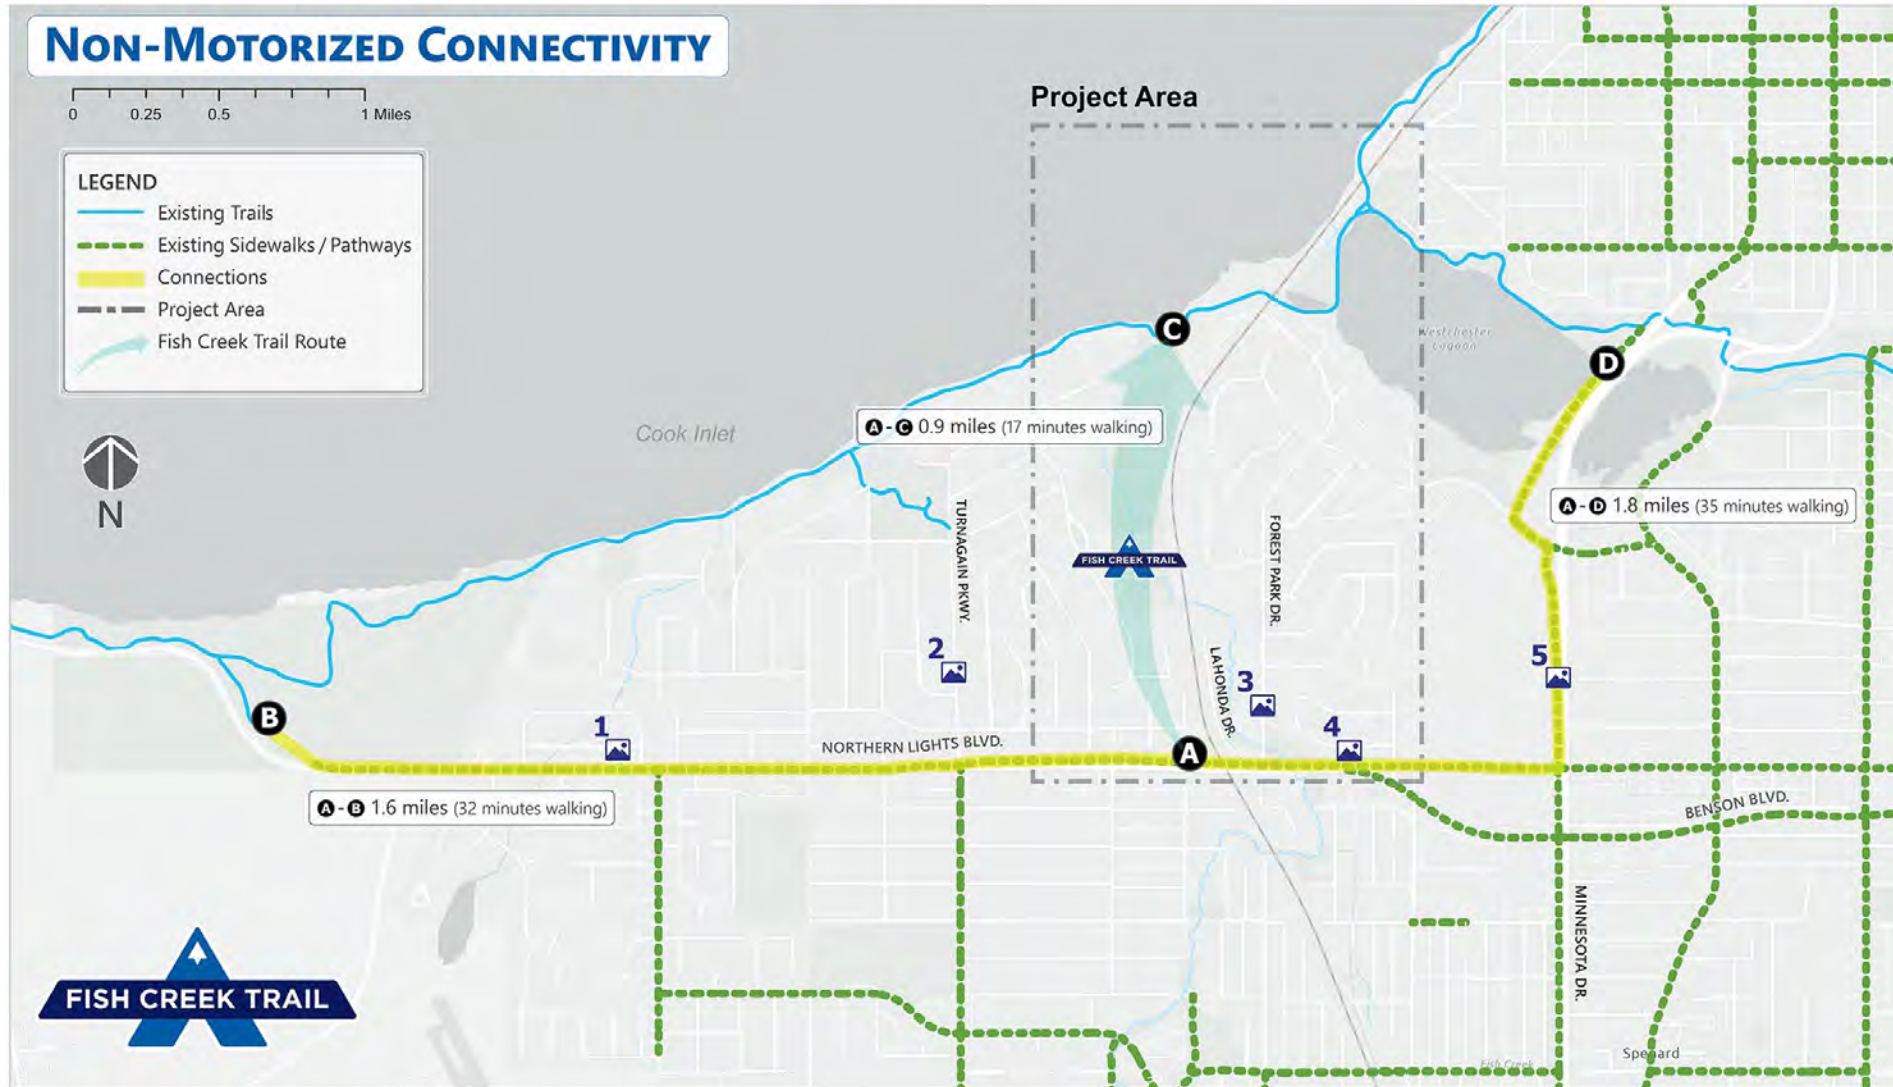 NON-MOTORIZED CONNECTIVITY
0 0.25 0.5 1 Miles
LEGEND
Existing Trails
Existing Sidewalks / Pathways
Connections
Project Area
Fish Creek Trail Route
N
Project Area
Cook Inlet
Westchester
Lagoon
C
D
A - C 0.9 miles (17 minutes walking)
A - D 1.8 miles (35 minutes walking)
TURNAGAIN PKWY.
FOREST PARK DR.
FISH CREEK TRAIL
LAHONDA DR.
2
3
5
B
1
4
NORTHERN LIGHTS BLVD.
A
A - B 1.6 miles (32 minutes walking)
BENSON BLVD.
MINNESOTA DR.
FISH CREEK TRAIL
Spenard
Fish Creek